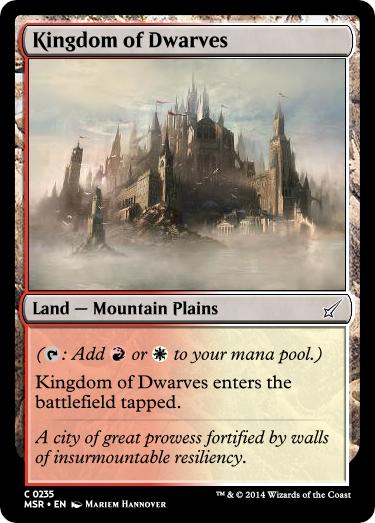 Kingdom of Dwarves
Land — Mountain Plains
(: Add or to your mana pool.)
Kingdom of Dwarves enters the
battlefield tapped.
A city of great prowess fortified by walls
of insurmountable resiliency.
C 0235
MSR • EN Mariem Hannover
™ & © 2014 Wizards of the Coast